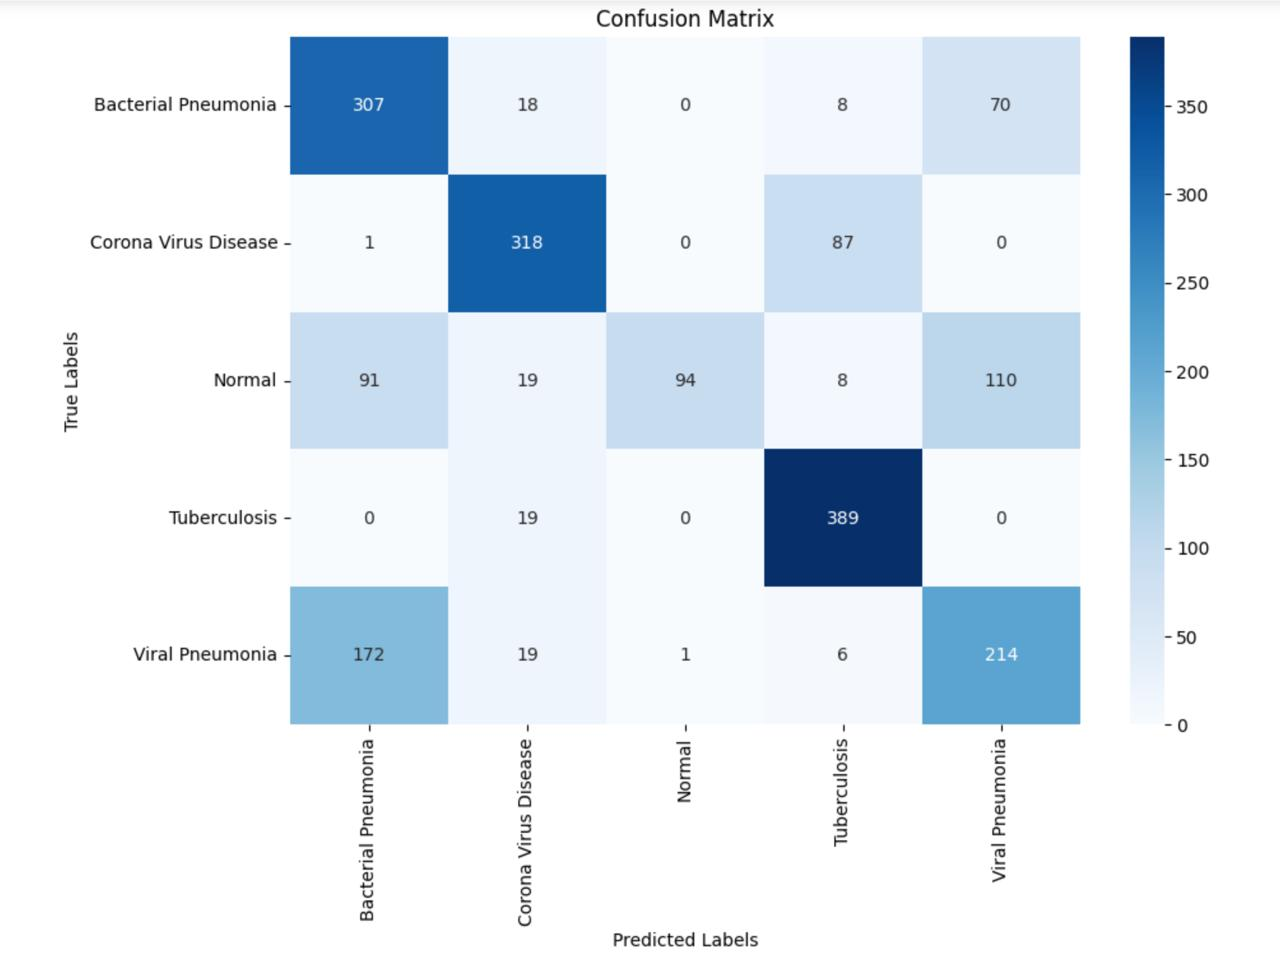 Confusion Matrix
Bacterial Pneumonia 307 18 0 8 70
Corona Virus Disease 1 318 0 87 0
Normal 91 19 94 8 110
Tuberculosis 0 19 0 389 0
Viral Pneumonia 172 19 1 6 214
True Labels
Bacterial Pneumonia
Corona Virus Disease
Normal
Tuberculosis
Viral Pneumonia
Predicted Labels
350
300
250
200
150
100
50
0